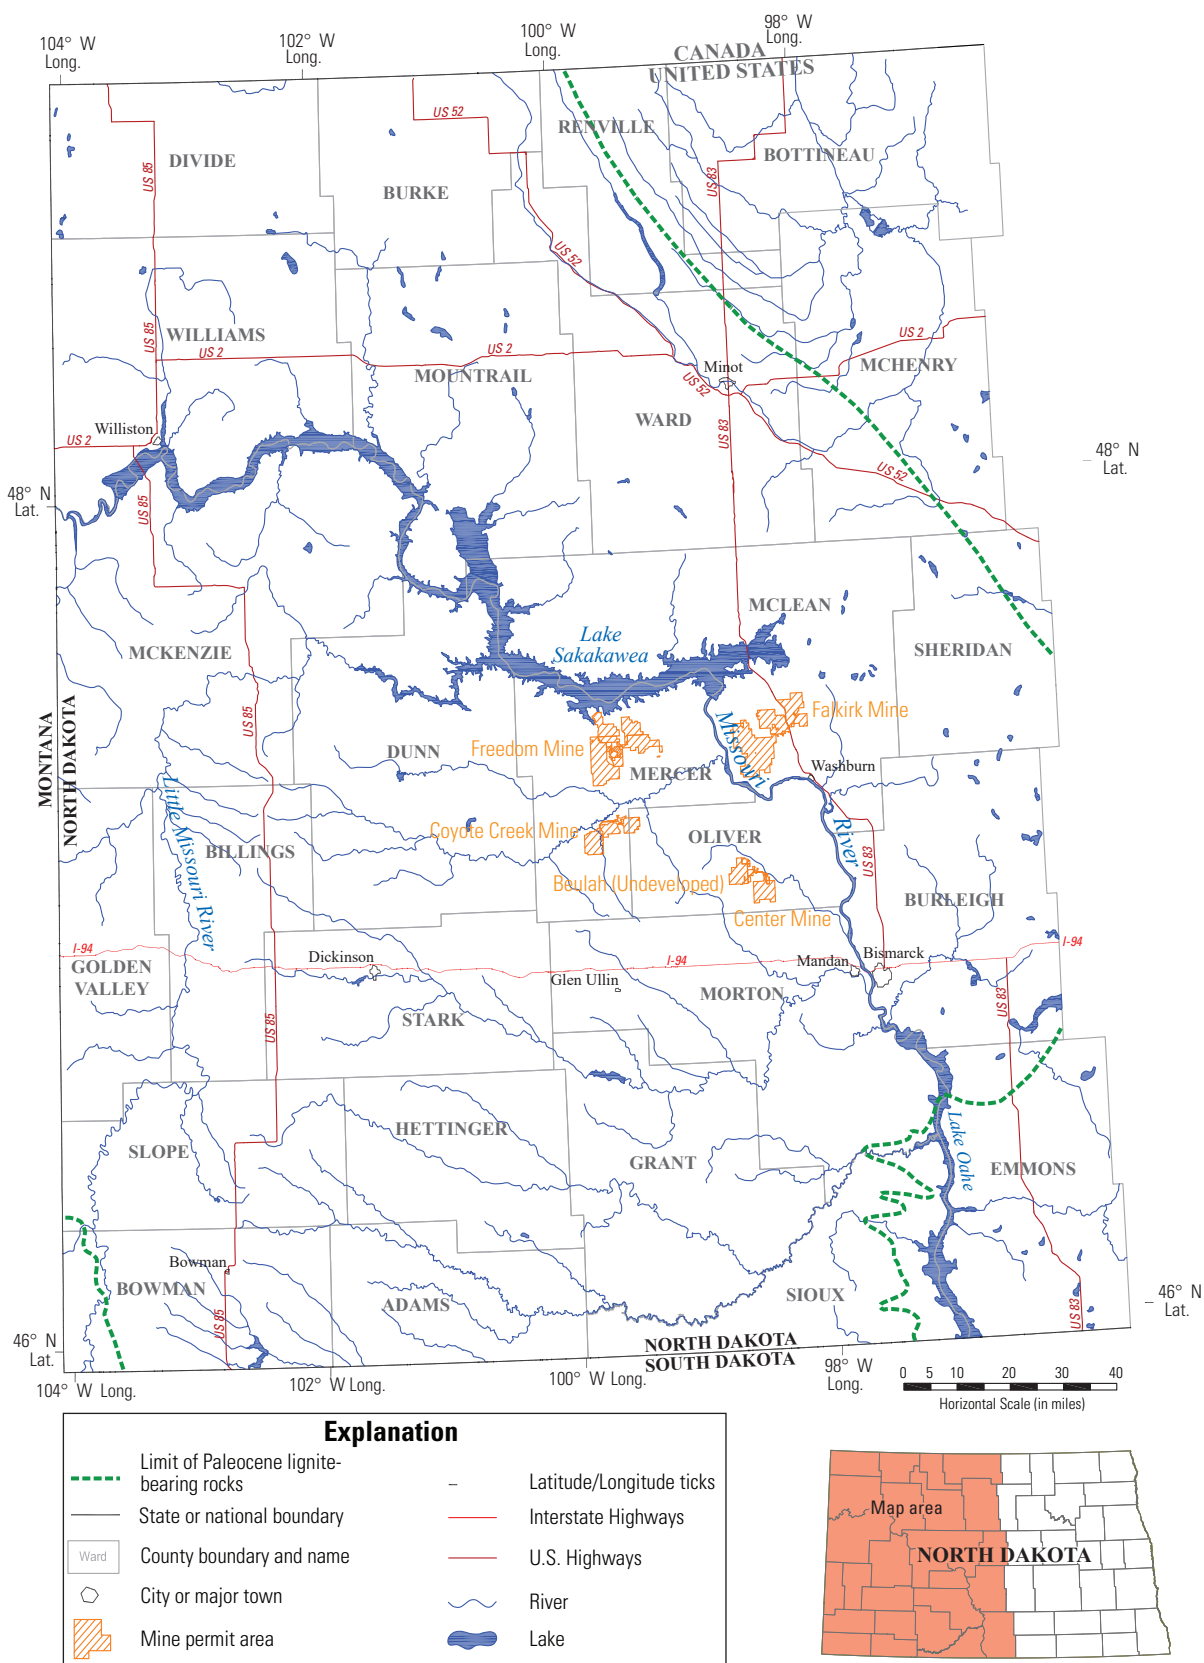 104° W
Long.
102° W
Long.
100° W
Long.
98° W
Long.
CANADA
UNITED STATES
US 52
RENVILLE
BOTTINEAU
DIVIDE
US 85
BURKE
US 83
US 52
WILLIAMS
US 85
US 2
US 2
US 2
MOUNTRAIL
Minot
US 52
MCHENRY
WARD
Williston
US 2
US 83
48° N
Lat.
US 52
48° N
Lat.
US 85
MCLEAN
Lake
Sakakawea
MCKENZIE
SHERIDAN
US 85
Missouri
Falkirk Mine
MONTANA
NORTH DAKOTA
DUNN
Freedom Mine
MERCER
Washburn
Little Missouri River
Coyote Creek Mine
OLIVER
River
US 83
BILLINGS
Beulah (Undeveloped)
BURLEIGH
Center Mine
I-94
I-94
I-94
Dickinson
Mandan
Bismarck
GOLDEN
VALLEY
Glen Ullin
MORTON
US 83
STARK
US 85
HETTINGER
Lake Oahe
SLOPE
GRANT
EMMONS
Bowman
BOWMAN
ADAMS
SIOUX
US 85
US 83
46° N
Lat.
46° N
Lat.
NORTH DAKOTA
SOUTH DAKOTA
104° W Long.
102° W Long.
100° W Long.
98° W
Long.
0 5 10 20 30 40
Horizontal Scale (in miles)
Explanation
Limit of Paleocene lignite-
bearing rocks
State or national boundary
Ward
County boundary and name
City or major town
Mine permit area
Latitude/Longitude ticks
Interstate Highways
U.S. Highways
River
Lake
Map area
NORTH DAKOTA